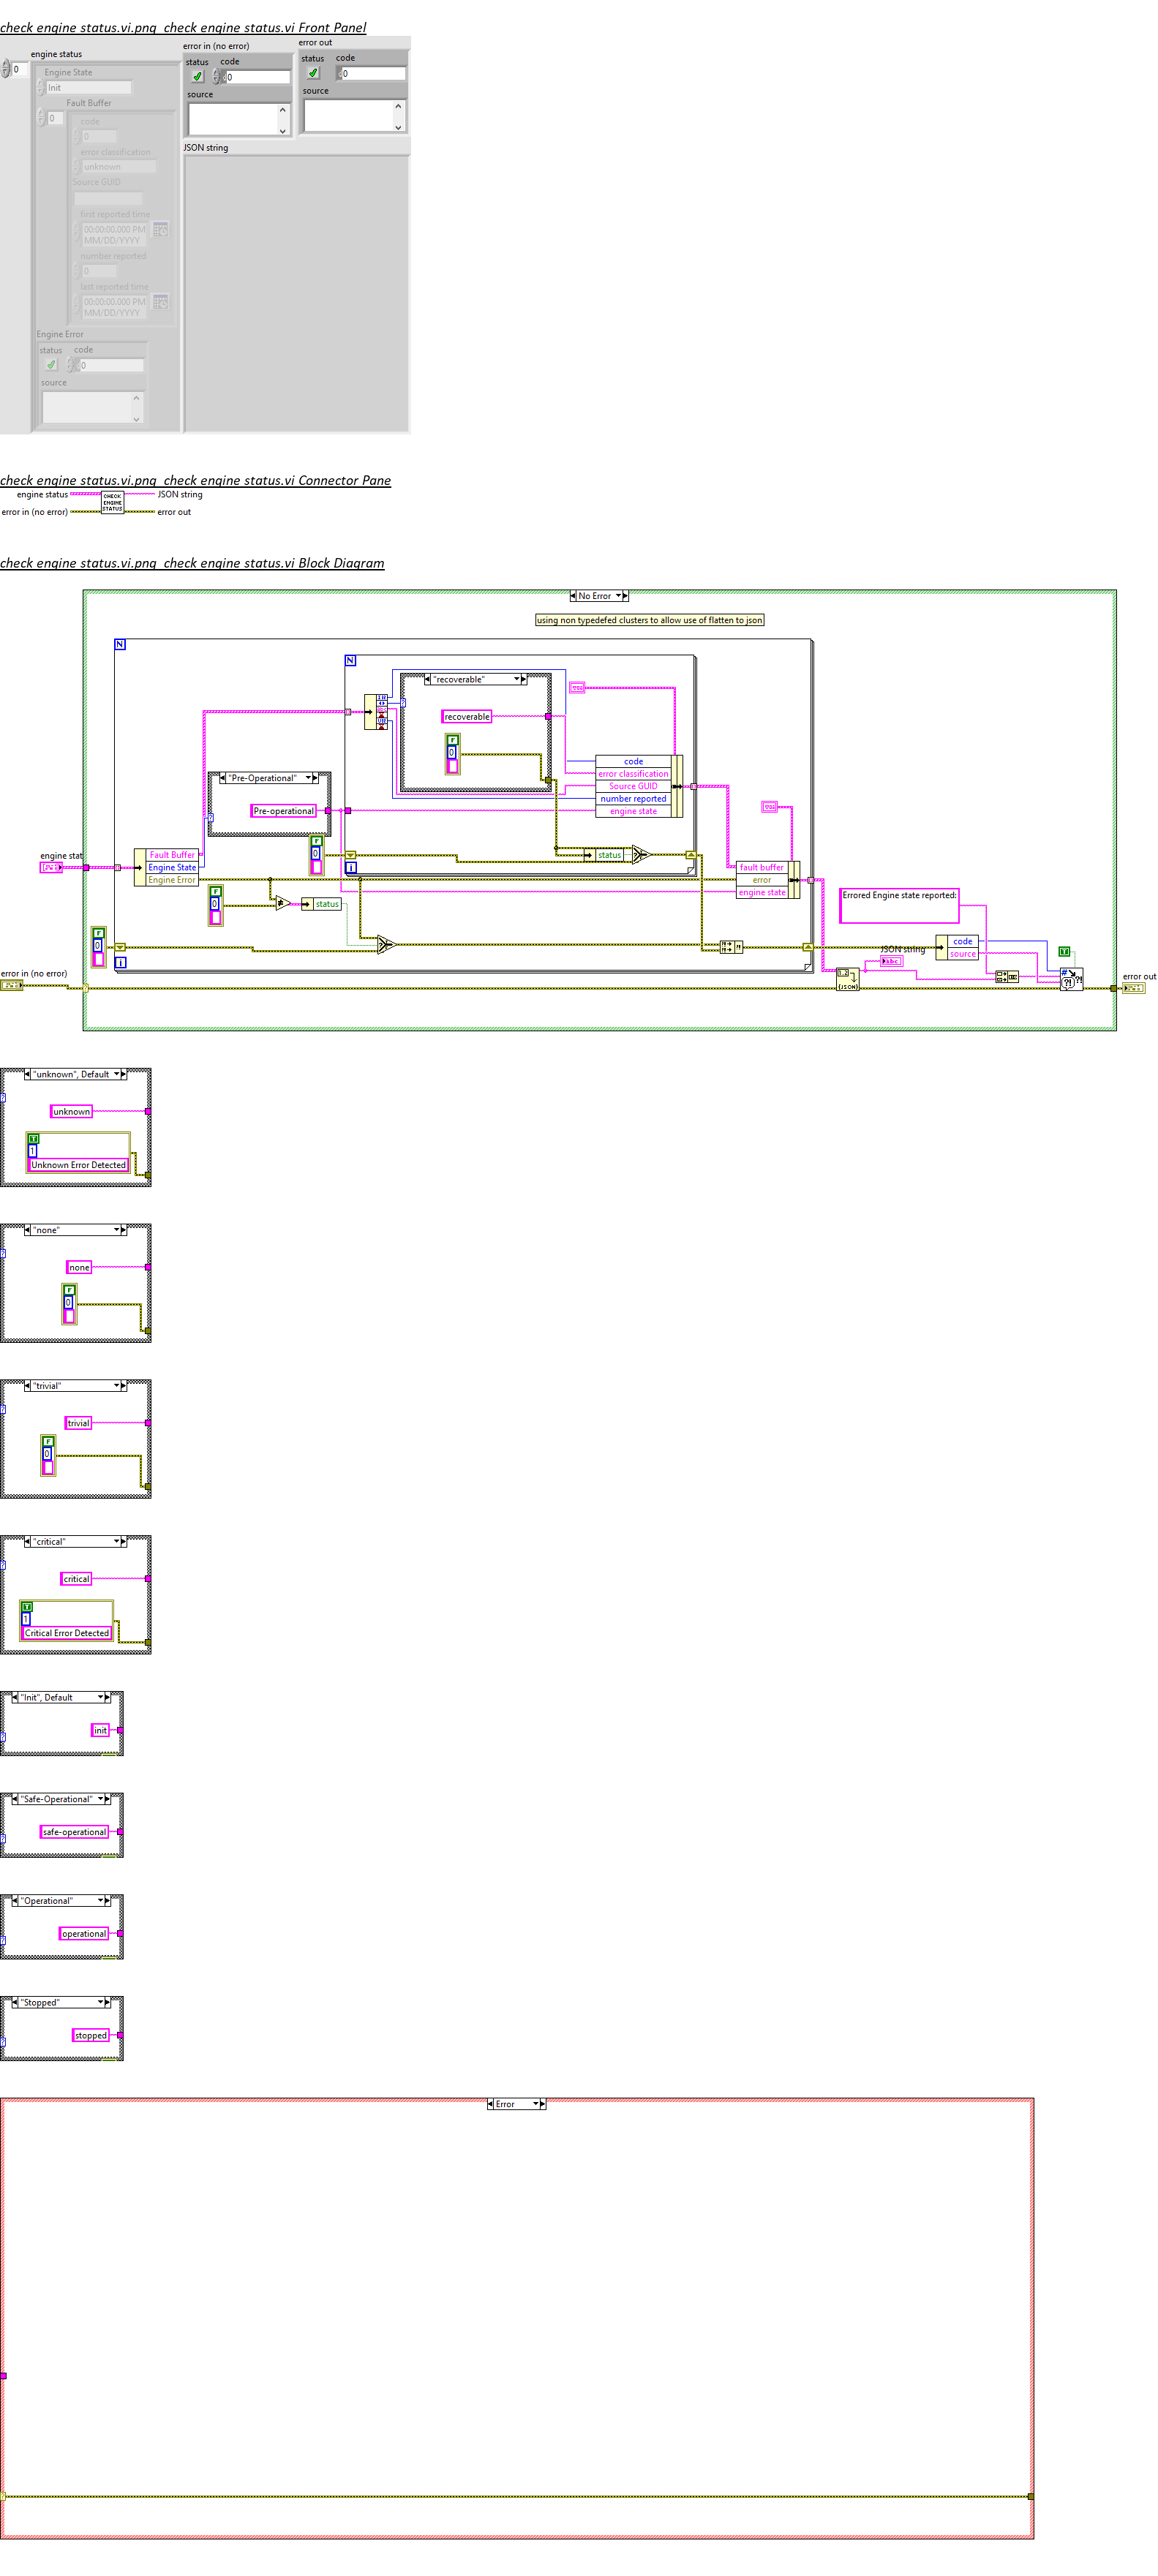 check engine status.vi.png  check engine status.vi Front Panel
engine status
0
Engine State
Init
Fault Buffer
0
code
0
error classification
unknown
Source GUID
first reported time
00:00:00.000 PM
MM/DD/YYYY
number reported
0
last reported time
00:00:00.000 PM
MM/DD/YYYY
Engine Error
status code
0
source
error in (no error)
status code
0
source
error out
status code
0
source
JSON string
check engine status.vi.png  check engine status.vi Connector Pane
engine status
error in (no error)
CHECK
ENGINE
STATUS
JSON string
error out
check engine status.vi.png  check engine status.vi Block Diagram
No Error
using non typedefed clusters to allow use of flatten to json
N
N
"recoverable"
recoverable
F
0
code
error classification
Source GUID
number reported
engine state
"Pre-Operational"
Pre-operational
F
0
i
status
engine stat
Fault Buffer
Engine State
Engine Error
F
0
status
fault buffer
error
engine state
Errored Engine state reported:
F
0
i
JSON string
abc
code
source
T
{JSON}
error in (no error)
error out
"unknown", Default
unknown
T
1
Unknown Error Detected
"none"
none
F
0
"trivial"
trivial
F
0
"critical"
critical
T
1
Critical Error Detected
"Init", Default
init
"Safe-Operational"
safe-operational
"Operational"
operational
"Stopped"
stopped
Error